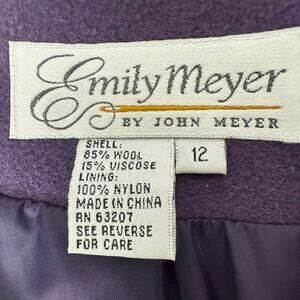 Emily Meyer
BY JOHN MEYER
SHELL:
85% WOOL
15% VISCOSE
LINING:
100% NYLON
MADE IN CHINA
RN 63207
SEE REVERSE
FOR CARE
12